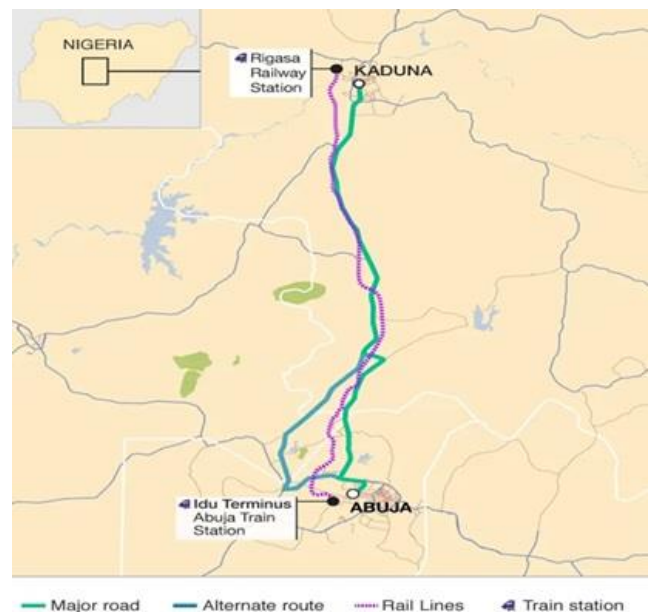 NIGERIA
Rigasa
Railway
Station
KADUNA
Idu Terminus
Abuja Train
Station
ABUJA
Major road
Alternate route
Rail Lines
Train station